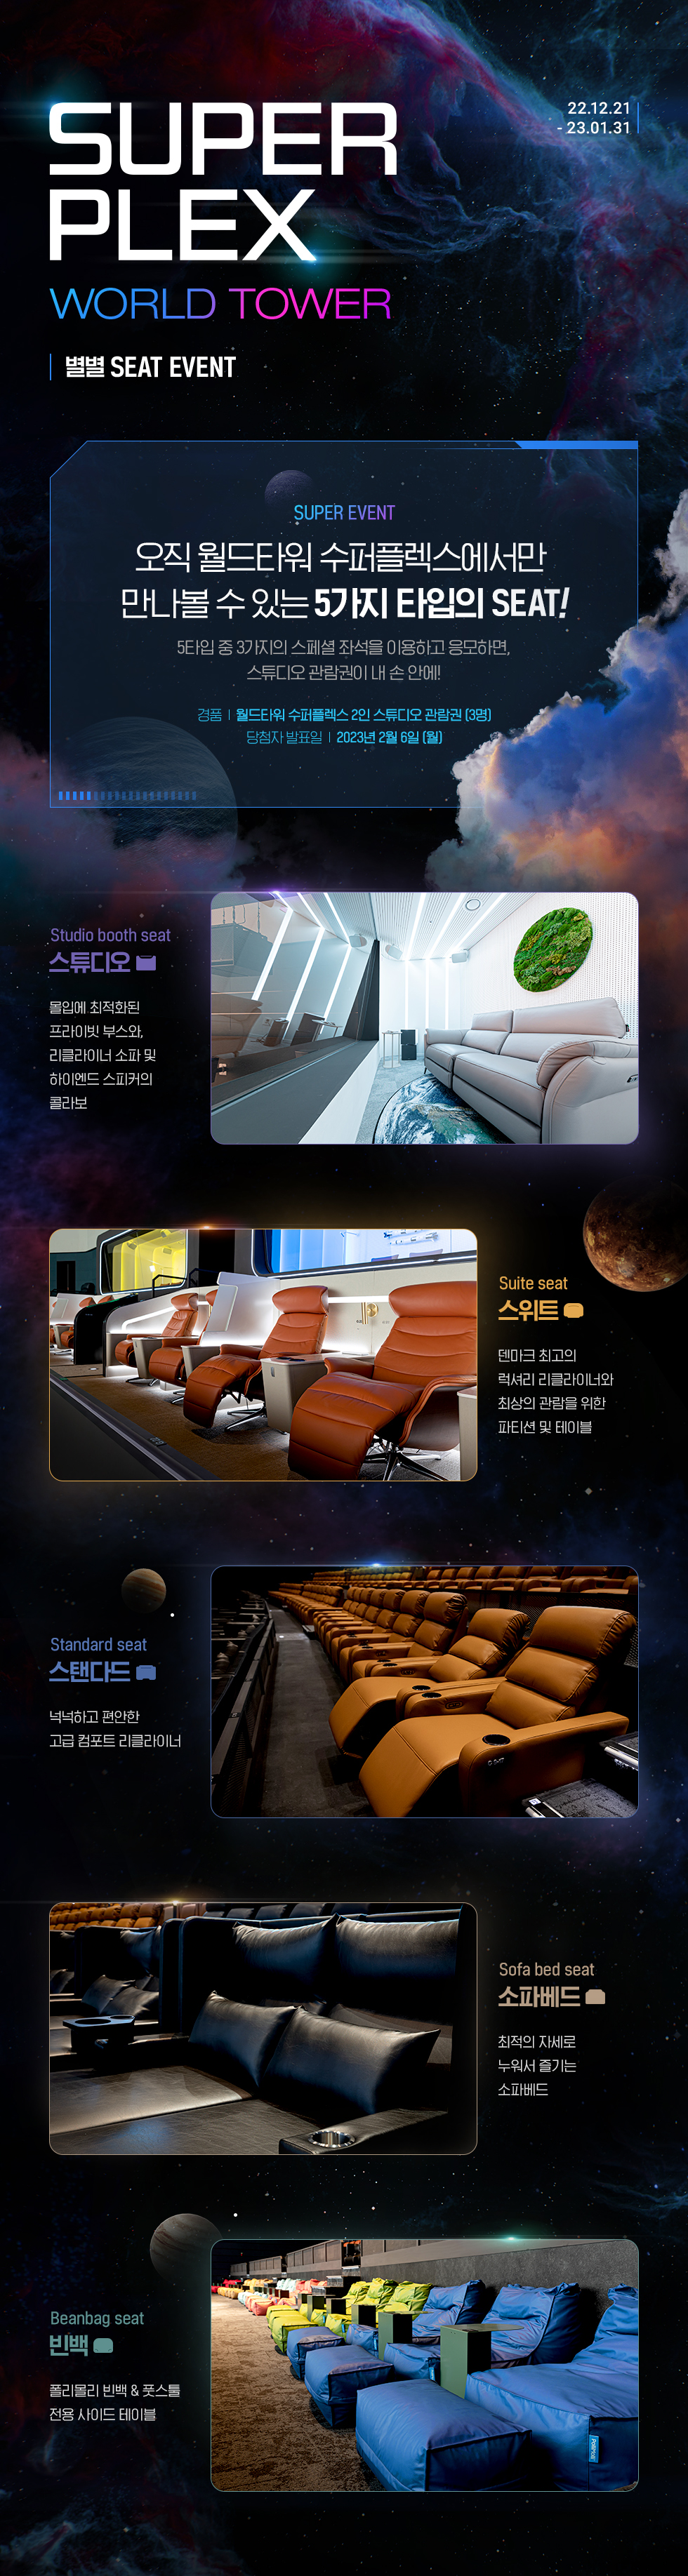 SUPER
PLEX
WORLD TOWER
22.12.21
- 23.01.31
별별 SEAT EVENT
SUPER EVENT
오직 월드타워 수퍼플렉스에서만
만나볼 수 있는 5가지 타입의 SEAT!
5타입 중 3가지의 스페셜 좌석을 이용하고 응모하면,
스튜디오 관람권이 내 손 안에!
경품 | 월드타워 수퍼플렉스 2인 스튜디오 관람권 (3명)
당첨자 발표일 | 2023년 2월 6일 (월)
Studio booth seat
스튜디오
몰입에 최적화된
프라이빗 부스와,
리클라이너 소파 및
하이엔드 스피커의
콜라보
Suite seat
스위트
덴마크 최고의
럭셔리 리클라이너와
최상의 관람을 위한
파티션 및 테이블
Standard seat
스탠다드
넉넉하고 편안한
고급 컴포트 리클라이너
Sofa bed seat
소파베드
최적의 자세로
누워서 즐기는
소파베드
Beanbag seat
빈백
폴리몰리 빈백 & 풋스툴
전용 사이드 테이블